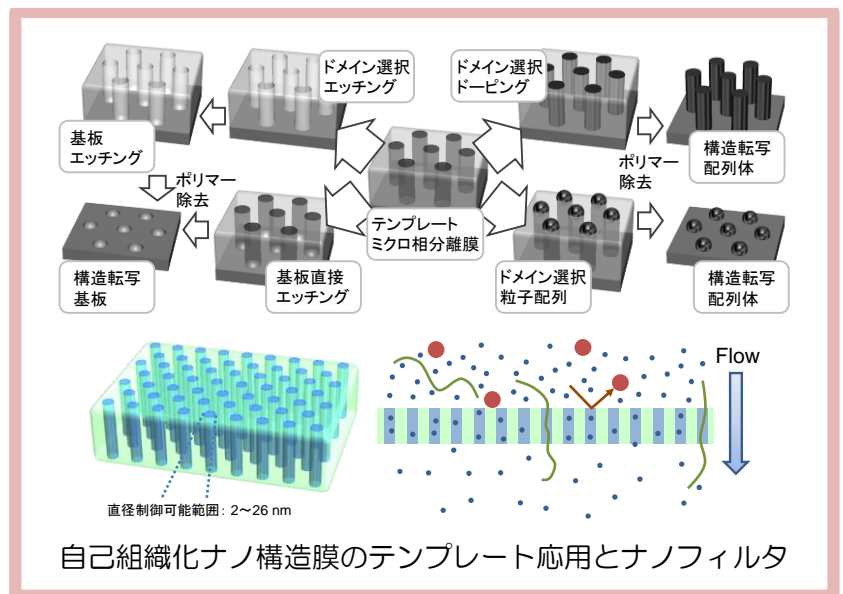 ドメイン選択
エッチング
ドメイン選択
ドーピング
基板
エッチング
構造転写
配列体
ポリマー
除去
ポリマー
除去
テンプレート
ミクロ相分離膜
構造転写
基板
基板直接
エッチング
ドメイン選択
粒子配列
構造転写
配列体
Flow
直径制御可能範囲: 2～26 nm
自己組織化ナノ構造膜のテンプレート応用とナノフィルタ